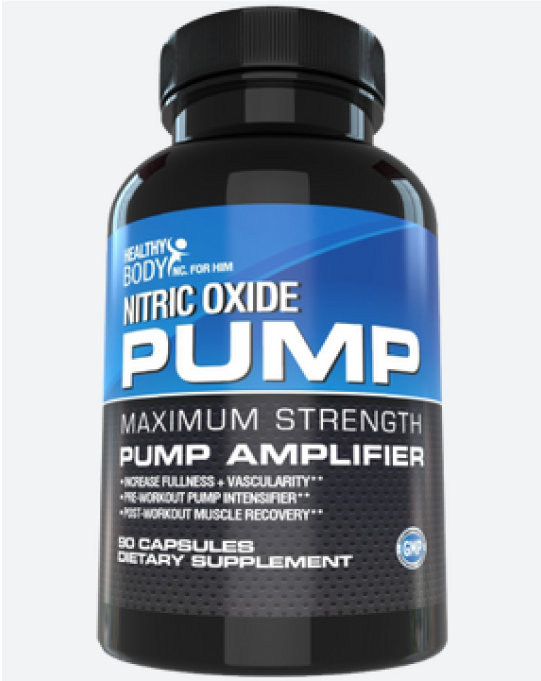 HEALTHY
BODY INC. FOR HIM
NITRIC OXIDE
PUMP
MAXIMUM STRENGTH
PUMP AMPLIFIER
• INCREASE FULLNESS + VASCULARITY**
• PRE-WORKOUT PUMP INTENSIFIER**
• POST-WORKOUT MUSCLE RECOVERY**
90 CAPSULES
DIETARY SUPPLEMENT
GMP